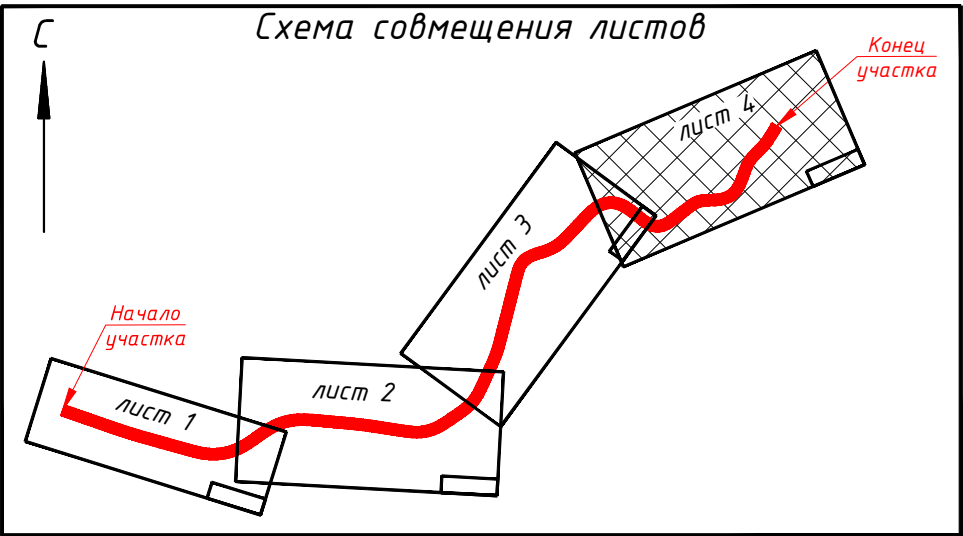 С
Схема совмещения листов
Конец
участка
лист 4
лист 3
Начало
участка
лист 2
лист 1